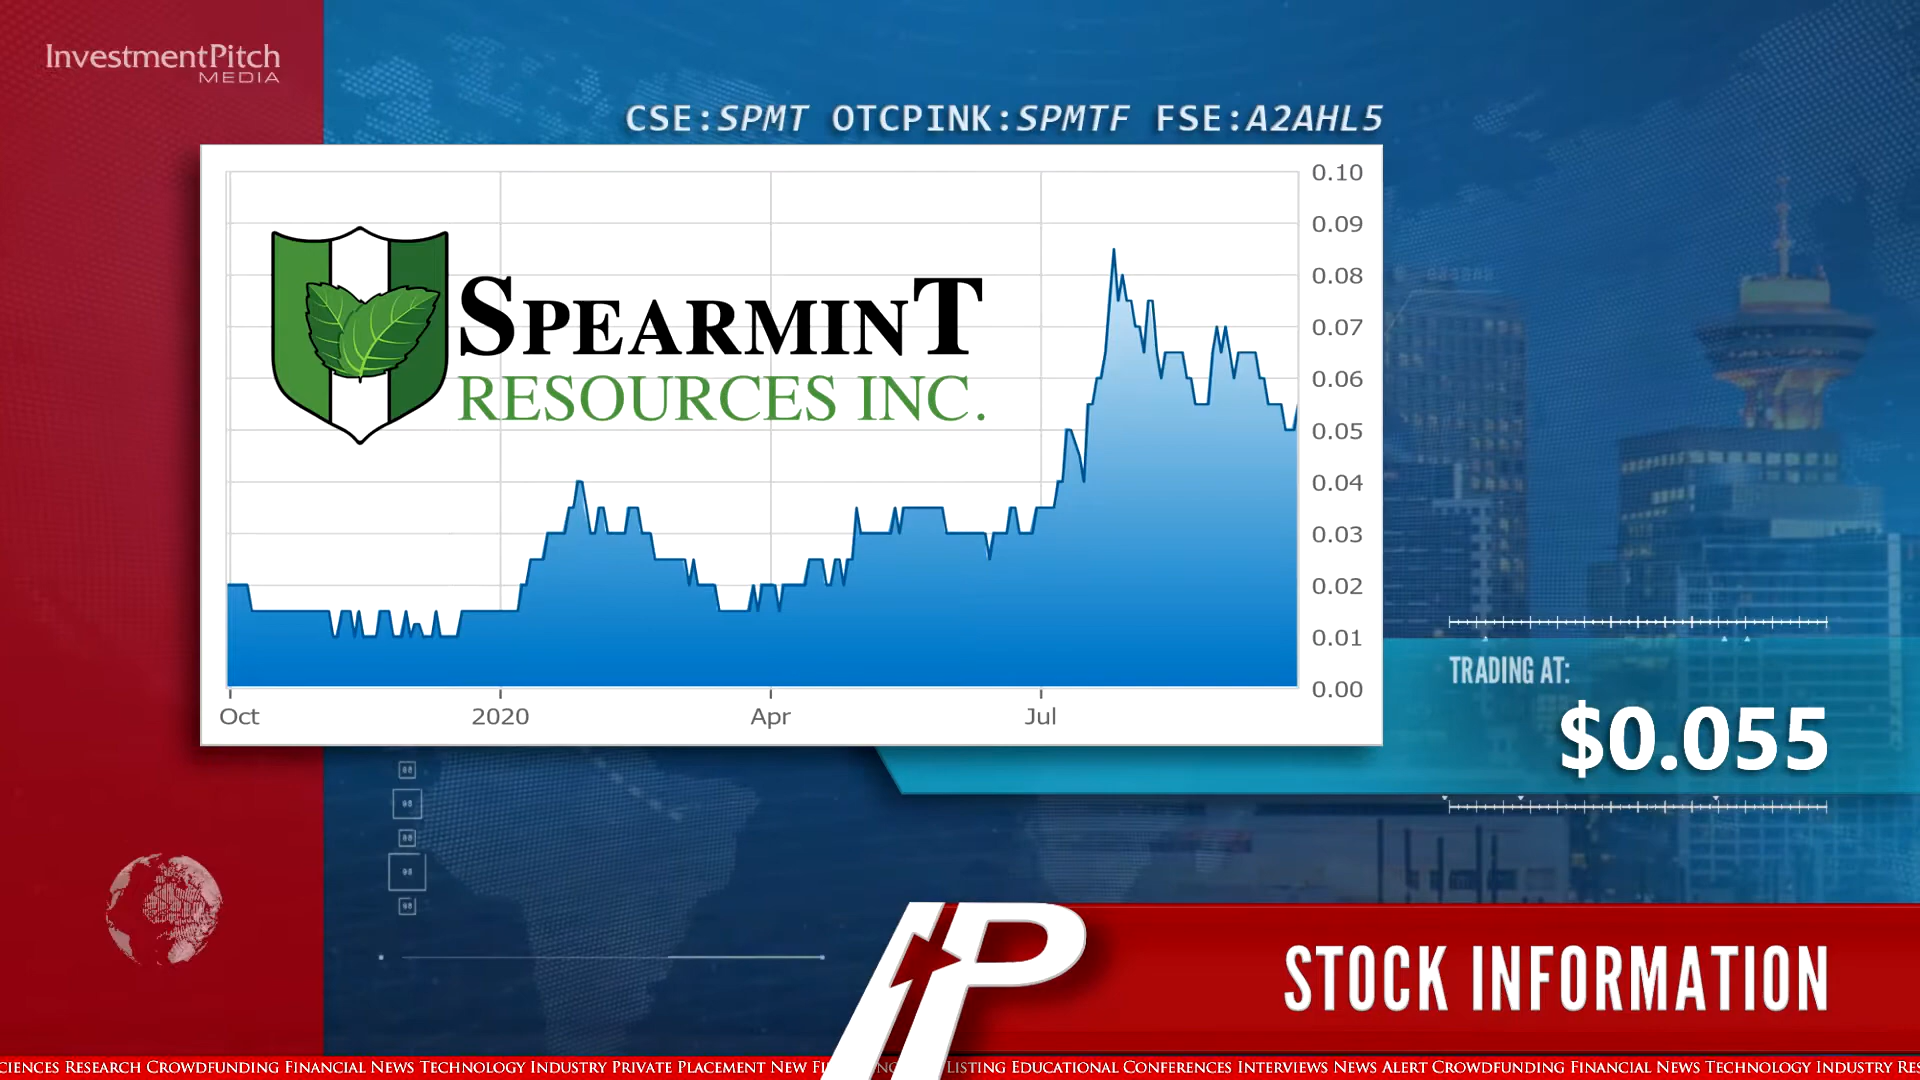 InvestmentPitch
MEDIA
CSE:SPMT OTCPINK:SPMTF FSE:A2AHL5
SPEARMINT
RESOURCES INC.
0.10
0.09
0.08
0.07
0.06
0.05
0.04
0.03
0.02
0.01
0.00
Oct 2020 Apr Jul
TRADING AT:
$0.055
IP
STOCK INFORMATION
RESEARCH CROWDFUNDING FINANCIAL NEWS TECHNOLOGY INDUSTRY PRIVATE PLACEMENT NEW LISTING EDUCATIONAL CONFERENCES INTERVIEWS NEWS ALERT CROWDFUNDING FINANCIAL NEWS TECHNOLOGY INDUSTRY